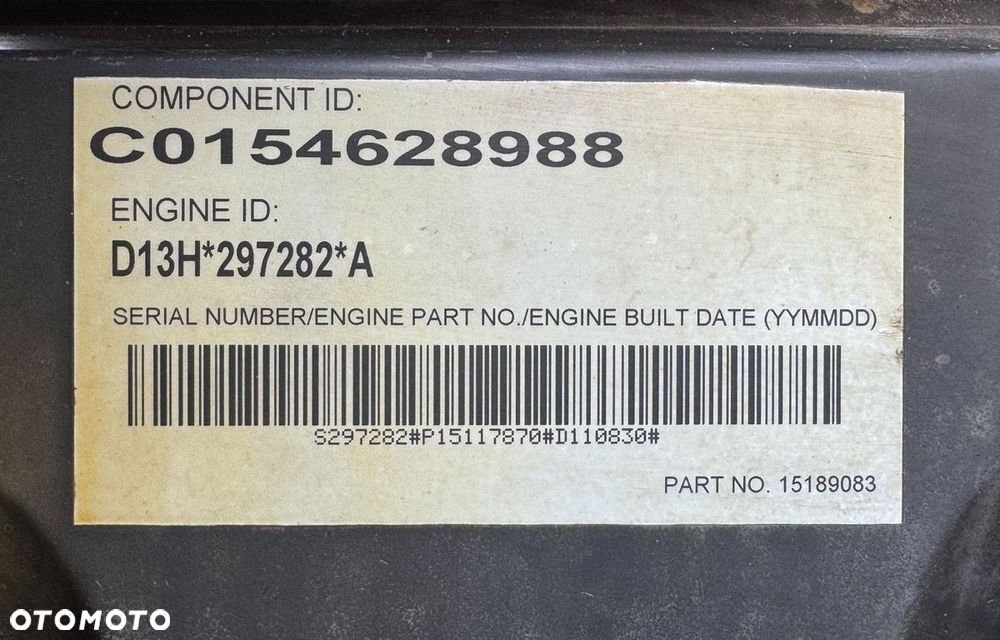 COMPONENT ID:
C0154628988
ENGINE ID:
D13H*297282*A
SERIAL NUMBER/ENGINE PART NO./ENGINE BUILT DATE (YYMMDD)
S297282#P15117870#D110830#
PART NO. 15189083
OTOMOTO